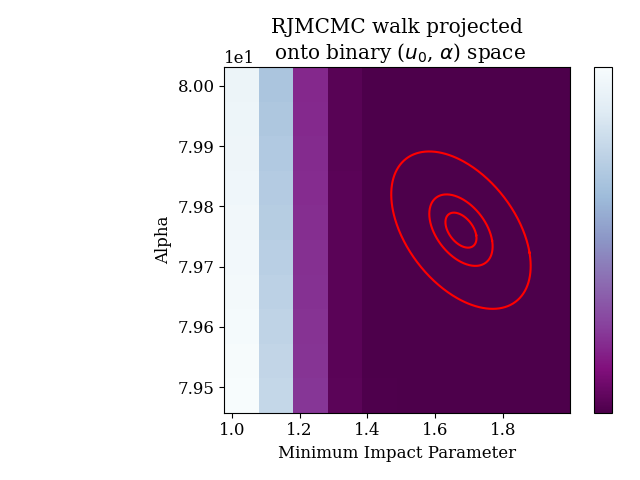 RJMCMC walk projected
onto binary (u₀, α) space
1e1
8.00
7.99
7.98
7.97
7.96
7.95
Alpha
1.0 1.2 1.4 1.6 1.8
Minimum Impact Parameter